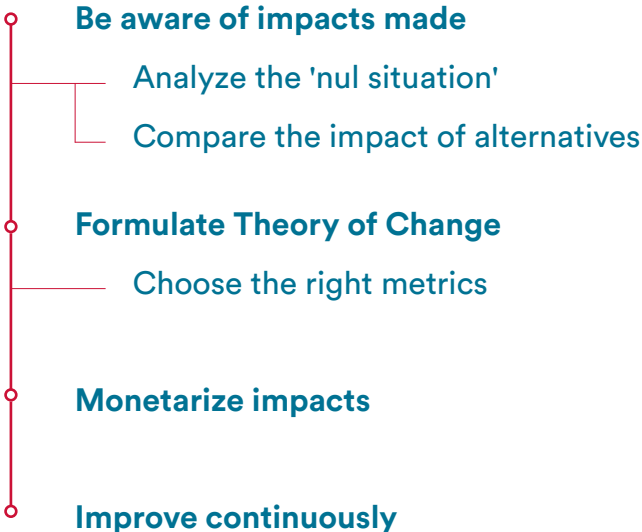 Be aware of impacts made
Analyze the 'nul situation'
Compare the impact of alternatives
Formulate Theory of Change
Choose the right metrics
Monetarize impacts
Improve continuously